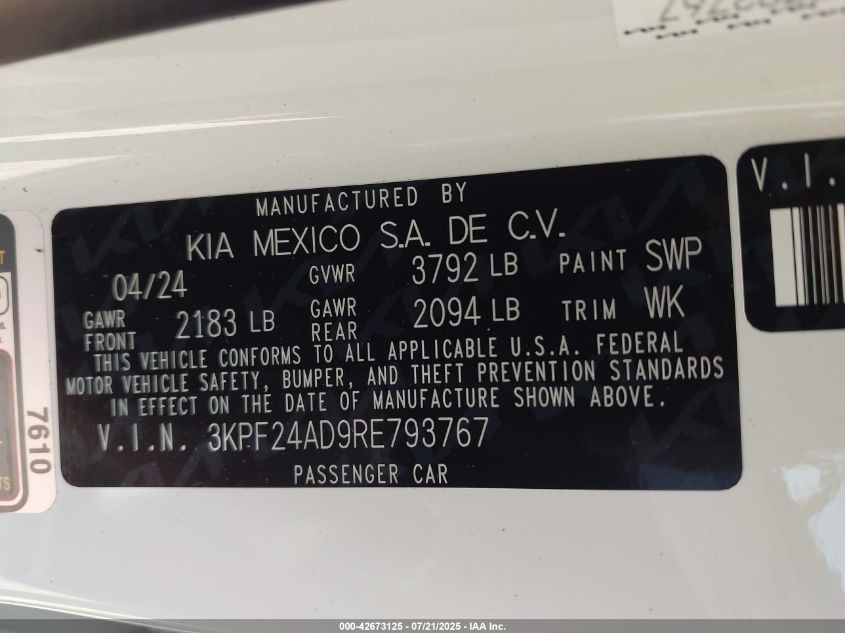 MANUFACTURED BY
KIA MEXICO S.A. DE C.V.
04/24 GVWR 3792 LB PAINT SWP
GAWR FRONT 2183 LB GAWR REAR 2094 LB TRIM WK
THIS VEHICLE CONFORMS TO ALL APPLICABLE U.S.A. FEDERAL
MOTOR VEHICLE SAFETY, BUMPER, AND THEFT PREVENTION STANDARDS
IN EFFECT ON THE DATE OF MANUFACTURE SHOWN ABOVE.
V.I.N. 3KPF24AD9RE793767
PASSENGER CAR
V.I.
7610
000-42673125 - 07/21/2025 - IAA Inc.